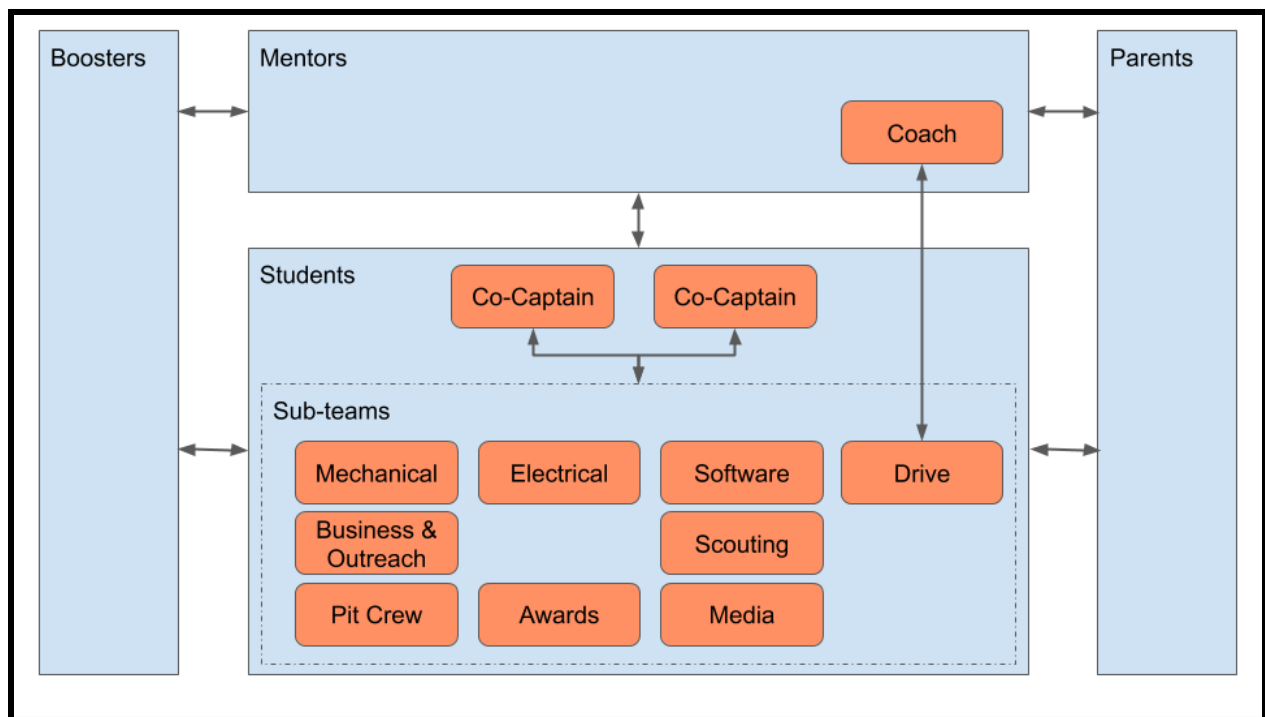 Boosters
Mentors
Parents
Coach
Students
Co-Captain
Co-Captain
Sub-teams
Mechanical
Electrical
Software
Drive
Business &
Outreach
Scouting
Pit Crew
Awards
Media